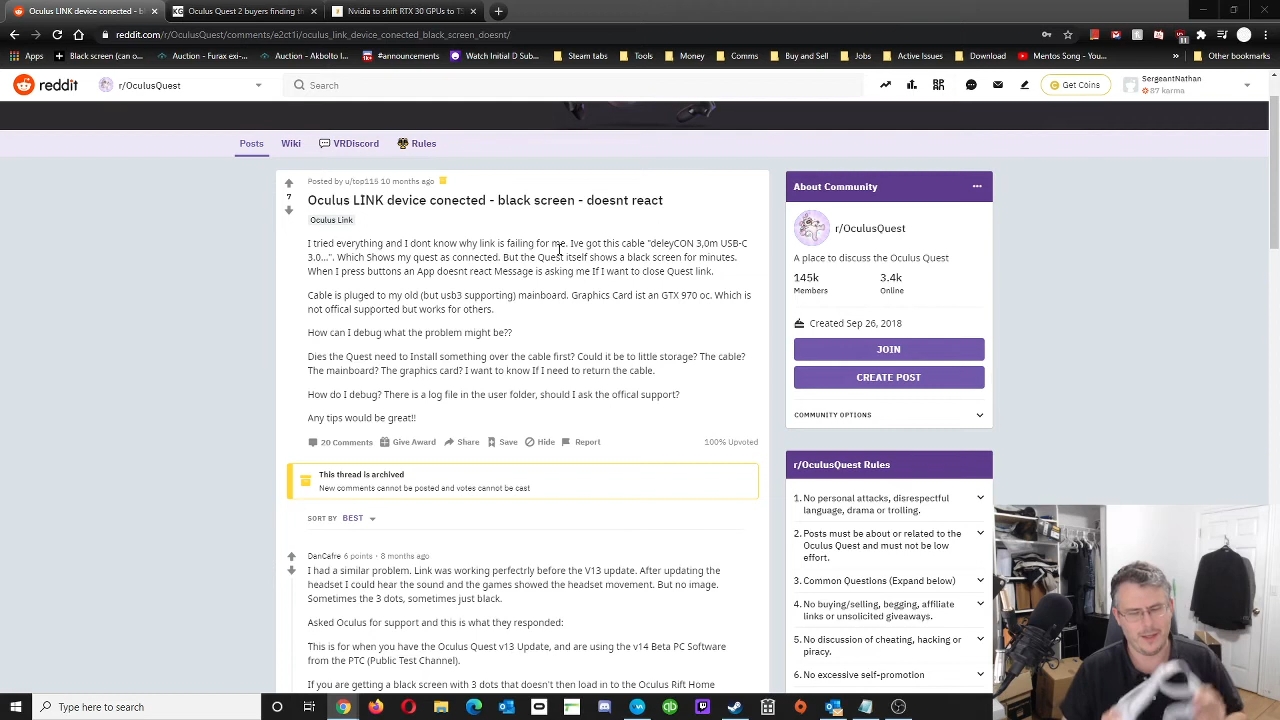 Oculus LINK device conected - b
Oculus Quest 2 buyers finding th
Nvidia to shift RTX 30 GPUs to T
reddit.com/r/OculusQuest/comments/e2ct1i/oculus_link_device_conected_black_screen_doesnt/
Apps
Black screen (can o...
Auction - Furax exi...
Auction - Akbolto I...
#announcements
Watch Initial D Sub...
Steam tabs
Tools
Money
Comms
Buy and Sell
Jobs
Active Issues
Download
Mentos Song - Free...
Other bookmarks
reddit
r/OculusQuest
Search
Get Coins
SergeantNathan
87 karma
Posts
Wiki
VRDiscord
Rules
Posted by u/top115 10 months ago
7
Oculus LINK device conected - black screen - doesnt react
Oculus Link
I tried everything and I dont know why link is failing for me. Ive got this cable "deleyCON 3,0m USB-C
3.0...". Which Shows my quest as connected. But the Quest itself shows a black screen for minutes.
When I press buttons an App doesnt react Message is asking me If I want to close Quest link.
Cable is pluged to my old (but usb3 supporting) mainboard. Graphics Card ist an GTX 970 oc. Which is
not offical supported but works for others.
How can I debug what the problem might be??
Dies the Quest need to Install something over the cable first? Could it be to little storage? The cable?
The mainboard? The graphics card? I want to know If I need to return the cable.
How do I debug? There is a log file in the user folder, should I ask the offical support?
Any tips would be great!!
20 Comments
Give Award
Share
Save
Hide
Report
100% Upvoted
This thread is archived
New comments cannot be posted and votes cannot be cast
SORT BY BEST
DanCafre 6 points · 8 months ago
I had a similar problem. Link was working perfectrly before the V13 update. After updating the
headset I could hear the sound and the games showed the headset movement. But no image.
Sometimes the 3 dots, sometimes just black.
Asked Oculus for support and this is what they responded:
This is for when you have the Oculus Quest v13 Update, and are using the v14 Beta PC Software
from the PTC (Public Test Channel).
If you are getting a black screen with 3 dots that doesn't then load in to the Oculus Rift Home
About Community
r/OculusQuest
A place to discuss the Oculus Quest
145k
3.4k
Members
Online
Created Sep 26, 2018
JOIN
CREATE POST
COMMUNITY OPTIONS
r/OculusQuest Rules
1. No personal attacks, disrespectful
language, drama or trolling.
2. Posts must be about or related to the
Oculus Quest and must not be low
effort.
3. Common Questions (Expand below)
4. No buying/selling, begging, affiliate
links or unsolicited giveaways.
5. No discussion of cheating, hacking or
piracy.
6. No excessive self-promotion
Type here to search